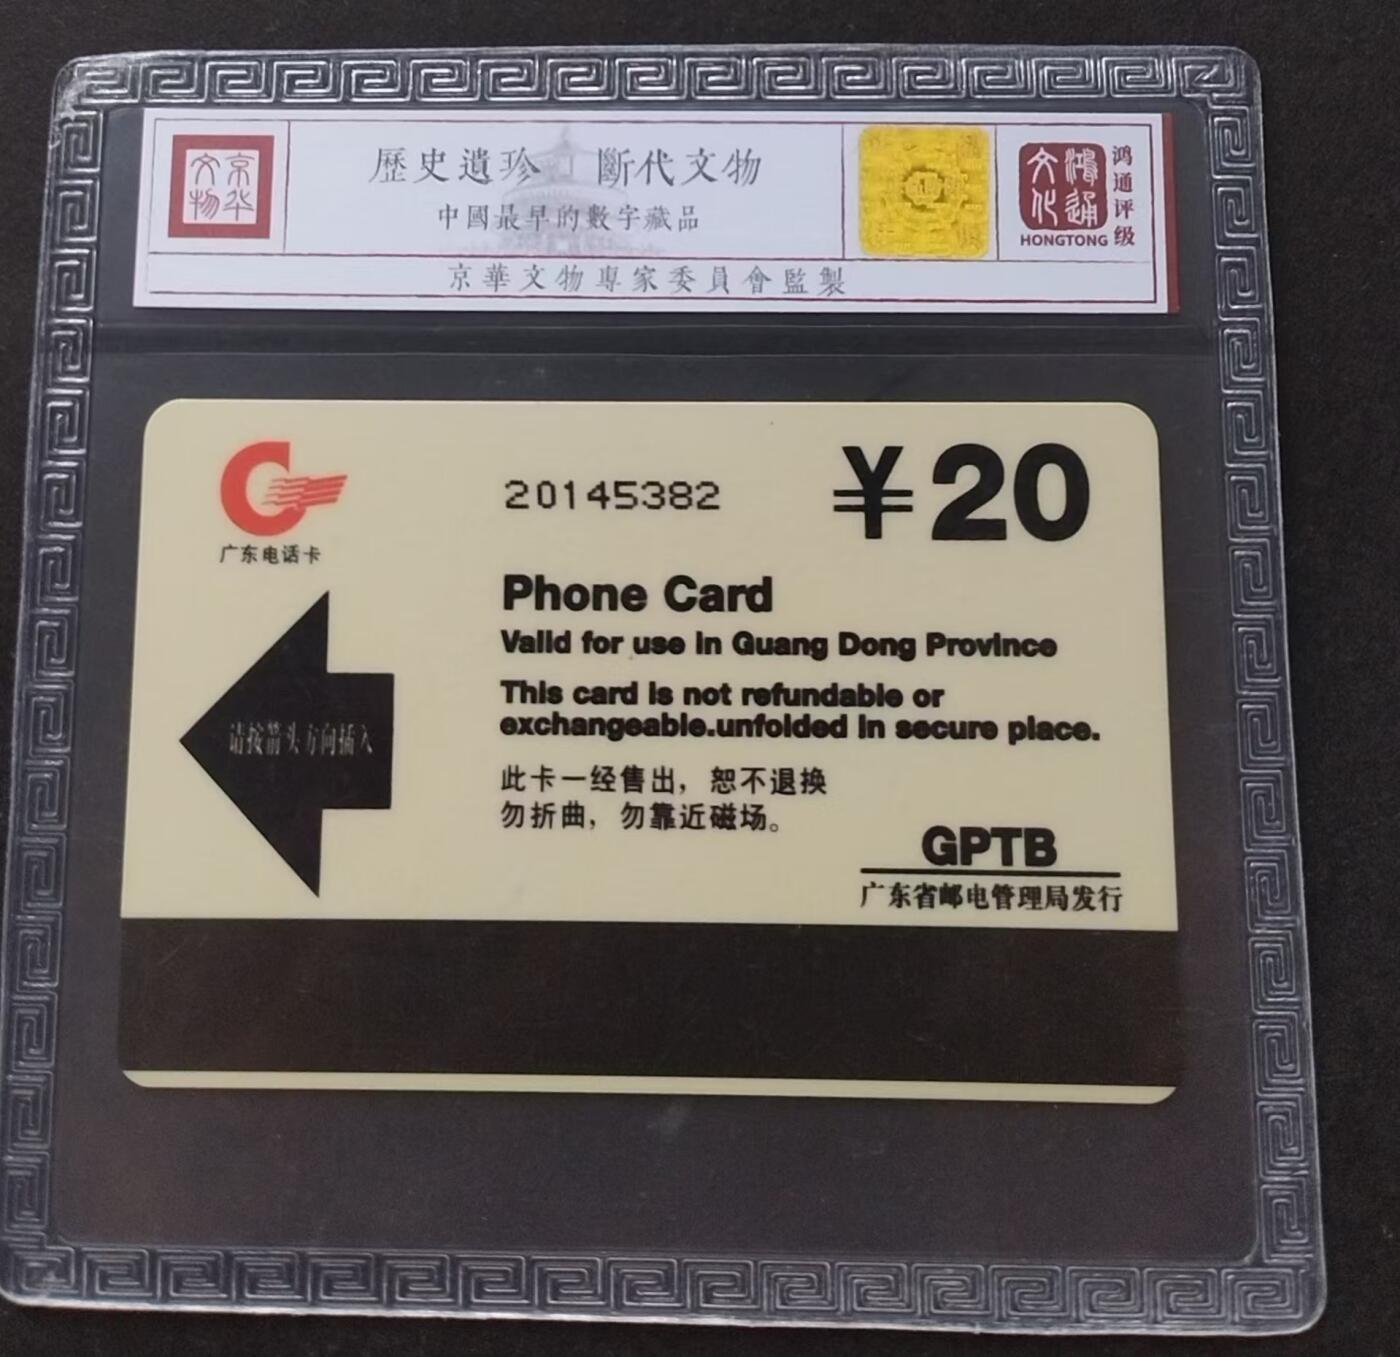 京华文物
歷史遺珍 斷代文物
中國最早的數字藏品
京華文物專家委員會監製
鸿通文化
HONGTONG
鸿通评级
广东电话卡
20145382
¥20
Phone Card
Valid for use in Guang Dong Province
This card is not refundable or
exchangeable.unfolded in secure place.
请按箭头方向插入
此卡一经售出，恕不退换
勿折曲，勿靠近磁场。
GPTB
广东省邮电管理局发行